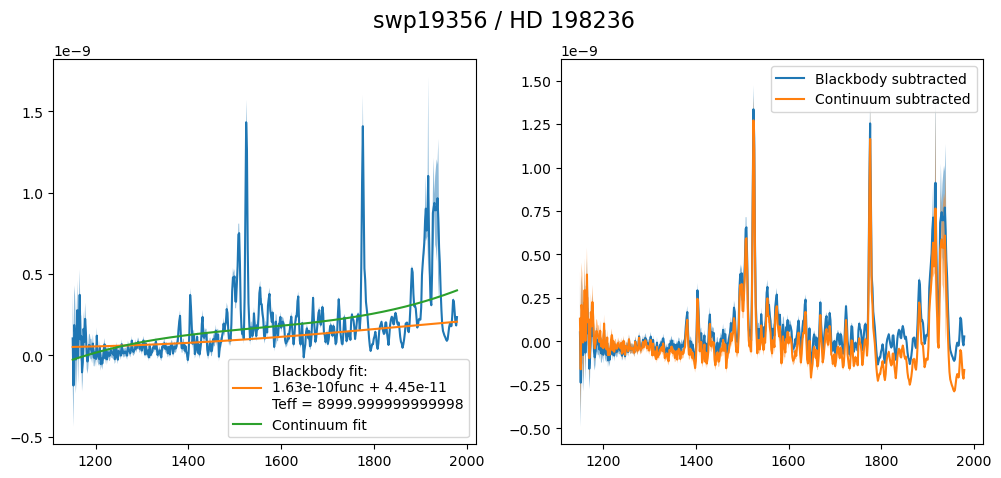 swp19356 / HD 198236
1e−9
1.5
1.0
0.5
0.0
−0.5
1200
1400
1600
1800
2000
Blackbody fit:
1.63e-10func + 4.45e-11
Teff = 8999.999999999998
Continuum fit
1e−9
1.50
1.25
1.00
0.75
0.50
0.25
0.00
−0.25
−0.50
1200
1400
1600
1800
2000
Blackbody subtracted
Continuum subtracted